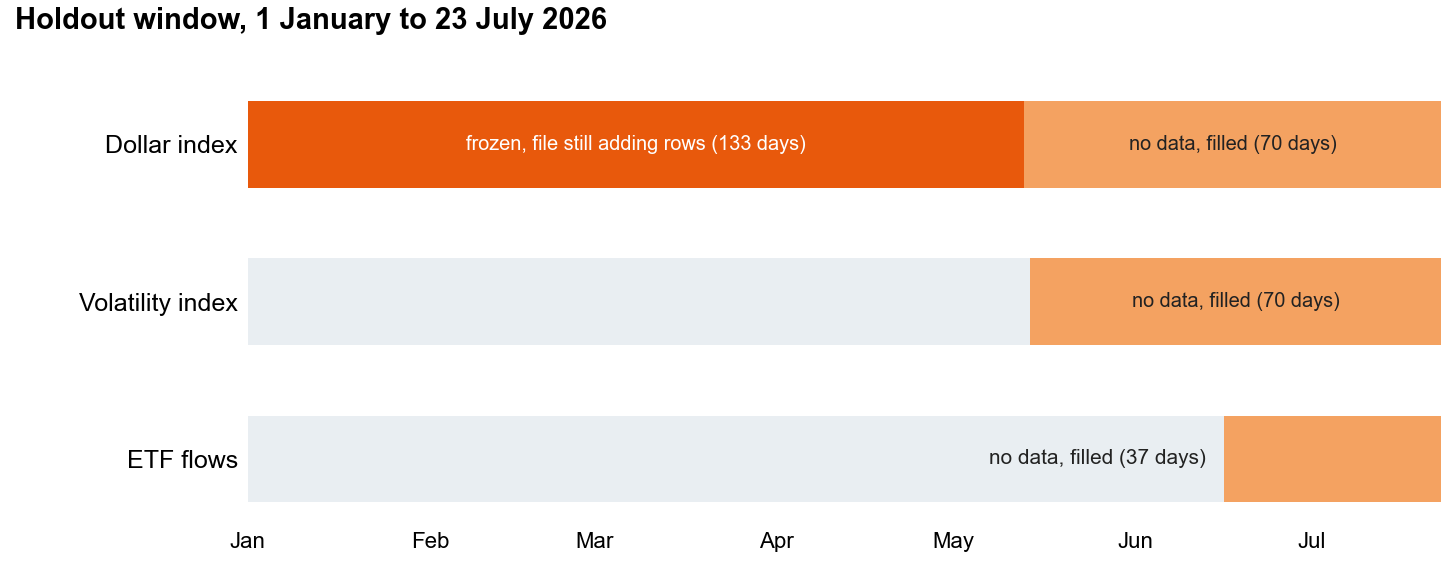 Holdout window, 1 January to 23 July 2026
Dollar index
frozen, file still adding rows (133 days)
no data, filled (70 days)
Volatility index
no data, filled (70 days)
ETF flows
no data, filled (37 days)
Jan Feb Mar Apr May Jun Jul